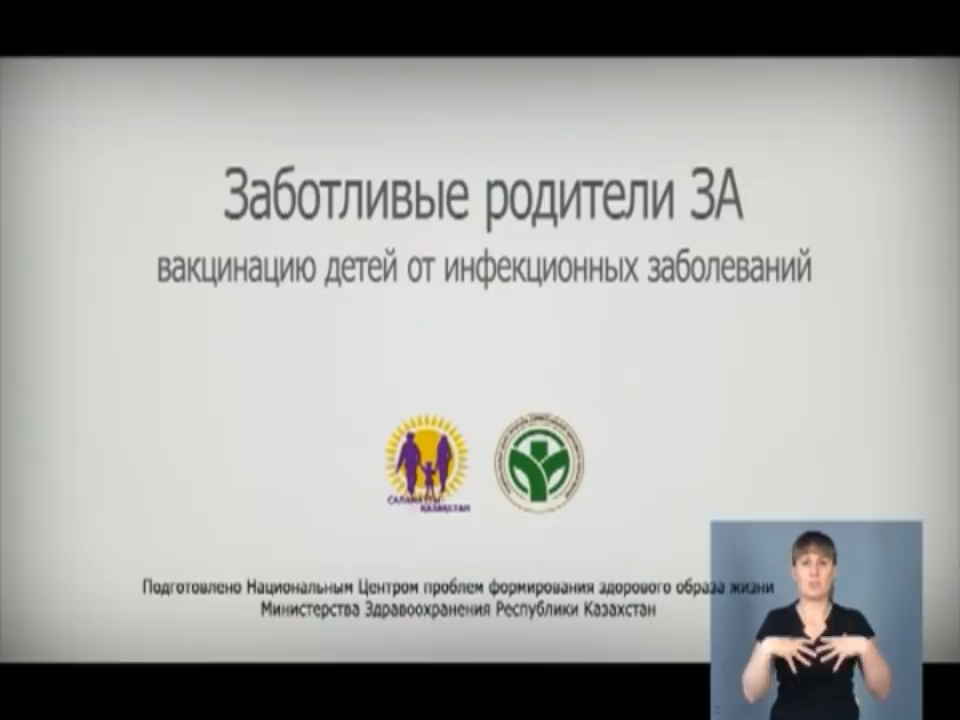 Заботливые родители ЗА
вакцинацию детей от инфекционных заболеваний
САЛАМАТТЫ
ҚАЗАҚСТАН
Подготовлено Национальным Центром проблем формирования здорового образа жизни
Министерства Здравоохранения Республики Казахстан